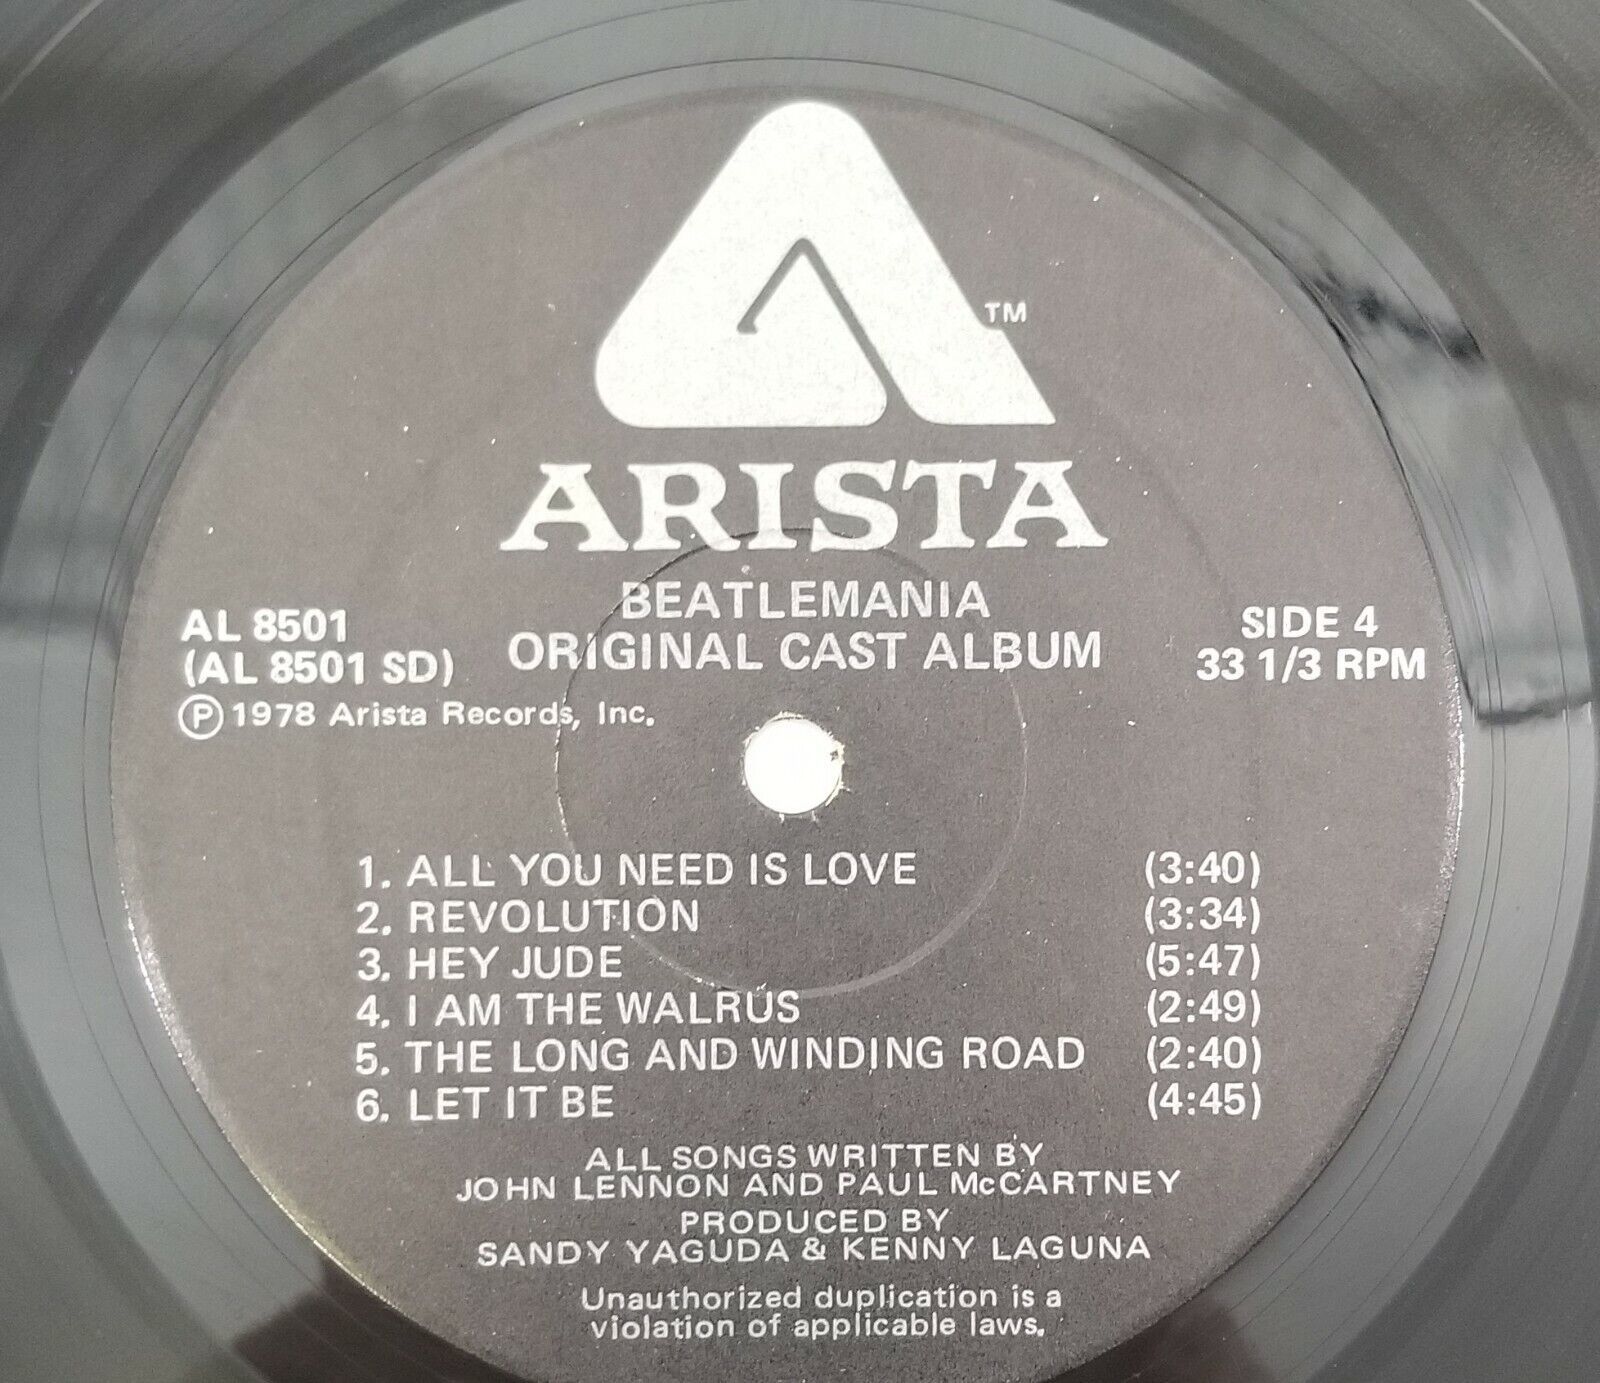 TM
ARISTA
BEATLEMANIA
ORIGINAL CAST ALBUM
AL 8501
(AL 8501 SD)
Ⓟ 1978 Arista Records, Inc.
SIDE 4
33 1/3 RPM
1. ALL YOU NEED IS LOVE (3:40)
2. REVOLUTION (3:34)
3. HEY JUDE (5:47)
4. I AM THE WALRUS (2:49)
5. THE LONG AND WINDING ROAD (2:40)
6. LET IT BE (4:45)
ALL SONGS WRITTEN BY
JOHN LENNON AND PAUL McCARTNEY
PRODUCED BY
SANDY YAGUDA & KENNY LAGUNA
Unauthorized duplication is a
violation of applicable laws.